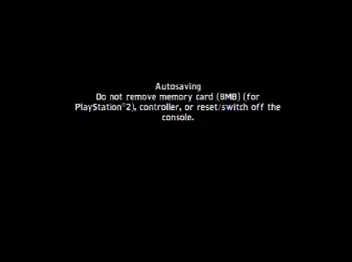 Autosaving
Do not remove memory card (8MB) (for
PlayStation®2), controller, or reset/switch off the
console.